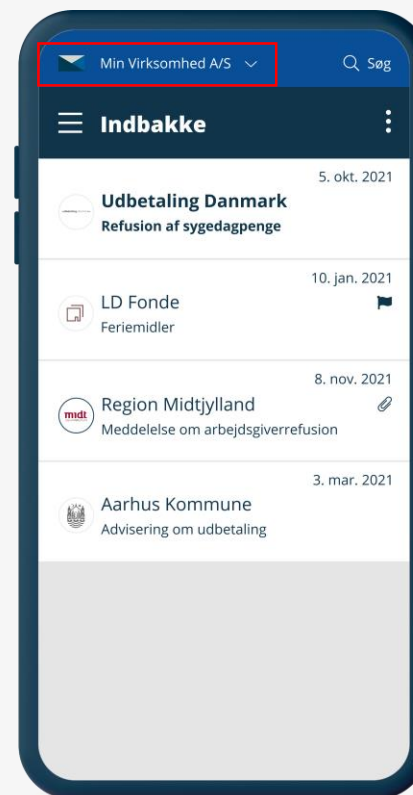 Min Virksomhed A/S
Søg
Indbakke
5. okt. 2021
Udbetaling Danmark
Refusion af sygedagpenge
10. jan. 2021
LD Fonde
Feriemidler
8. nov. 2021
midt
Region Midtjylland
Meddelelse om arbejdsgiverrefusion
3. mar. 2021
Aarhus Kommune
Advisering om udbetaling